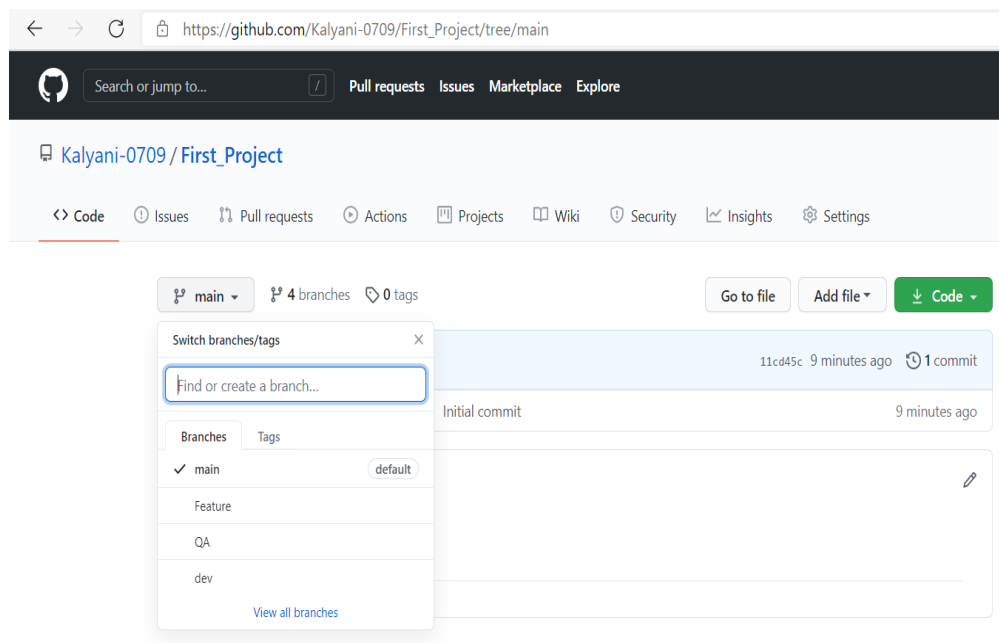 https://github.com/Kalyani-0709/First_Project/tree/main
Search or jump to... / Pull requests Issues Marketplace Explore
Kalyani-0709 / First_Project
<> Code Issues Pull requests Actions Projects Wiki Security Insights Settings
main 4 branches 0 tags Go to file Add file Code
Switch branches/tags
11cd45c 9 minutes ago 1 commit
Find or create a branch...
Initial commit 9 minutes ago
Branches Tags
main default
Feature
QA
dev
View all branches